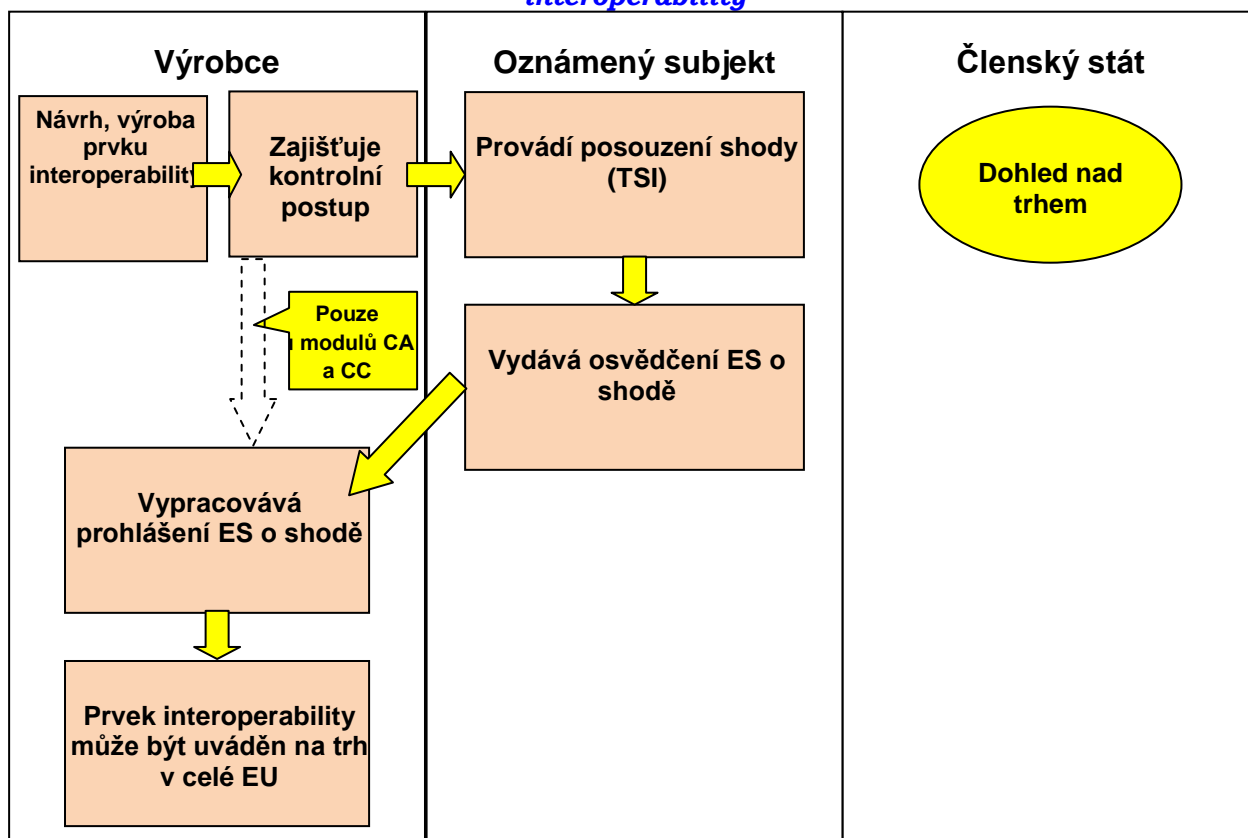 interoperability
Výrobce
Oznámený subjekt
Členský stát
Návrh, výroba
prvku
interoperability
Zajišťuje
kontrolní
postup
Provádí posouzení shody
(TSI)
Dohled nad
trhem
Pouze
modulů CA
a CC
Vydává osvědčení ES o
shodě
Vypracovává
prohlášení ES o shodě
Prvek interoperability
může být uváděn na trh
v celé EU